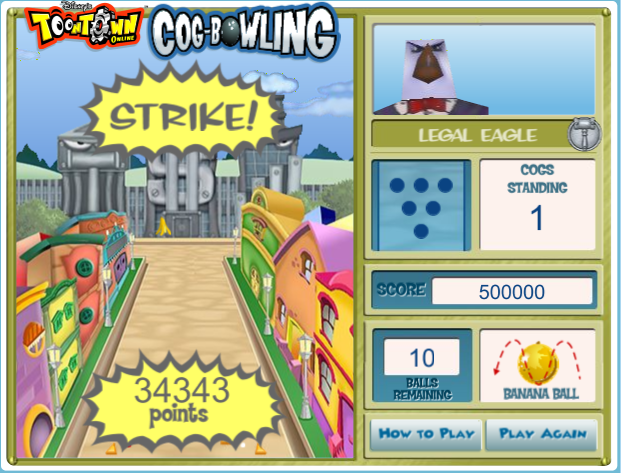 Disney's
TOONTOWN
ONLINE
COG-BOWLING
STRIKE!
LEGAL EAGLE
COGS
STANDING
1
SCORE
500000
34343
points
10
BALLS
REMAINING
BANANA BALL
HOW TO PLAY
PLAY AGAIN